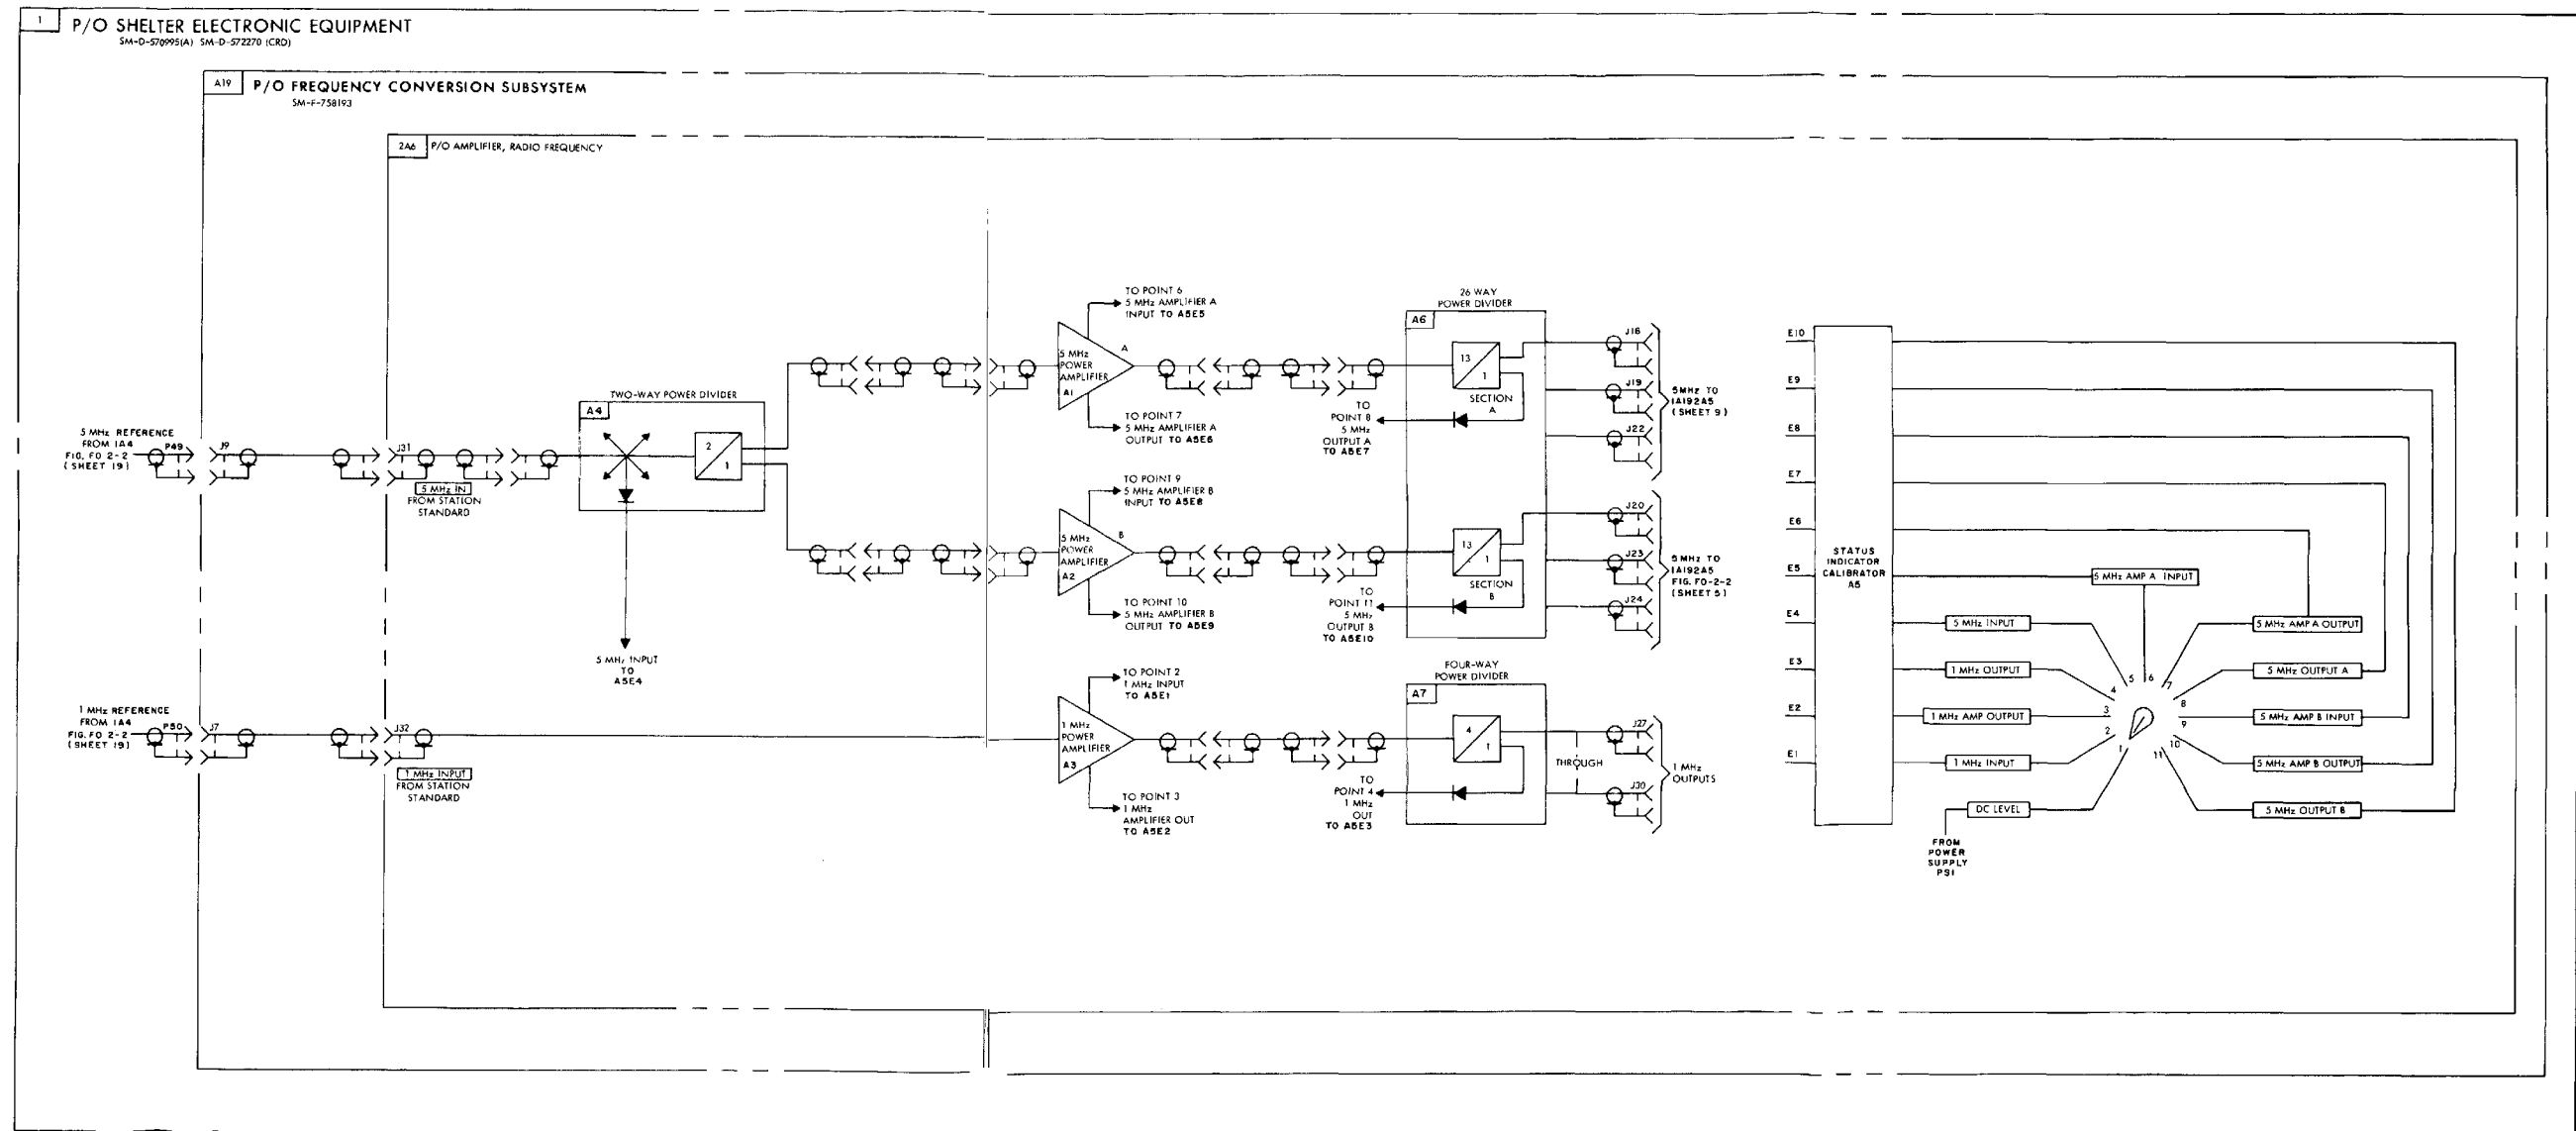 1
P/O SHELTER ELECTRONIC EQUIPMENT
SM-D-570995(A) SM-D-572270 (CRD)
A19
P/O FREQUENCY CONVERSION SUBSYSTEM
SM-F-758193
2A6
P/O AMPLIFIER, RADIO FREQUENCY
5 MHz REFERENCE
FROM 1A4
FIG. FO 2-2
(SHEET 19)
P49
J9
J31
5 MHz IN
FROM STATION
STANDARD
TWO-WAY POWER DIVIDER
A4
2
1
5 MHz INPUT
TO
A5E4
1 MHz REFERENCE
FROM 1A4
FIG. FO 2-2
(SHEET 19)
P50
J7
J32
1 MHz INPUT
FROM STATION
STANDARD
TO POINT 6
5 MHz AMPLIFIER A
INPUT TO A5E5
5 MHz
POWER
AMPLIFIER
A1
A
TO POINT 7
5 MHz AMPLIFIER A
OUTPUT TO A5E6
TO POINT 9
5 MHz AMPLIFIER B
INPUT TO A5E8
5 MHz
POWER
AMPLIFIER
A2
B
TO POINT 10
5 MHz AMPLIFIER B
OUTPUT TO A5E9
TO POINT 2
1 MHz INPUT
TO A5E1
1 MHz
POWER
AMPLIFIER
A3
TO POINT 3
1 MHz
AMPLIFIER OUT
TO A5E2
26 WAY
POWER DIVIDER
A6
13
1
SECTION
A
TO
POINT 8
5 MHz
OUTPUT A
TO A5E7
13
1
SECTION
B
TO
POINT 11
5 MHz
OUTPUT B
TO A5E10
FOUR-WAY
POWER DIVIDER
A7
4
1
TO
POINT 4
1 MHz
OUT
TO A5E3
J16
J19
J22
5MHz TO
1A192A5
(SHEET 9)
J20
J23
J24
5MHz TO
1A192A5
FIG. FO-2-2
(SHEET 5)
J27
THROUGH
J30
1 MHz
OUTPUTS
E10
E9
E8
E7
E6
E5
E4
E3
E2
E1
STATUS
INDICATOR
CALIBRATOR
A5
5 MHz AMP A INPUT
5 MHz INPUT
1 MHz OUTPUT
1 MHz AMP OUTPUT
1 MHz INPUT
DC LEVEL
FROM
POWER
SUPPLY
PS1
1
2
3
4
5
6
7
8
9
10
11
5 MHz AMP A OUTPUT
5 MHz OUTPUT A
5 MHz AMP B INPUT
5 MHz AMP B OUTPUT
5 MHz OUTPUT B